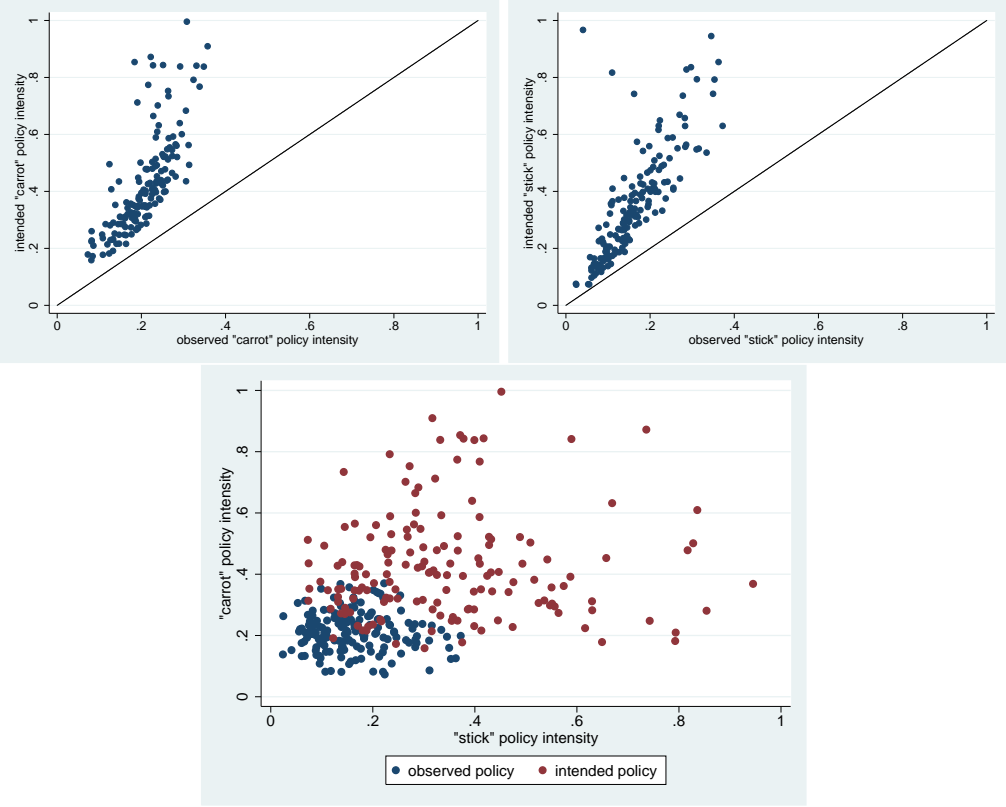 intended "carrot" policy intensity
1
.8
.6
.4
.2
0
0 .2 .4 .6 .8 1
observed "carrot" policy intensity
intended "stick" policy intensity
1
.8
.6
.4
.2
0
0 .2 .4 .6 .8 1
observed "stick" policy intensity
"carrot" policy intensity
1
.8
.6
.4
.2
0
0 .2 .4 .6 .8 1
"stick" policy intensity
observed policy intended policy